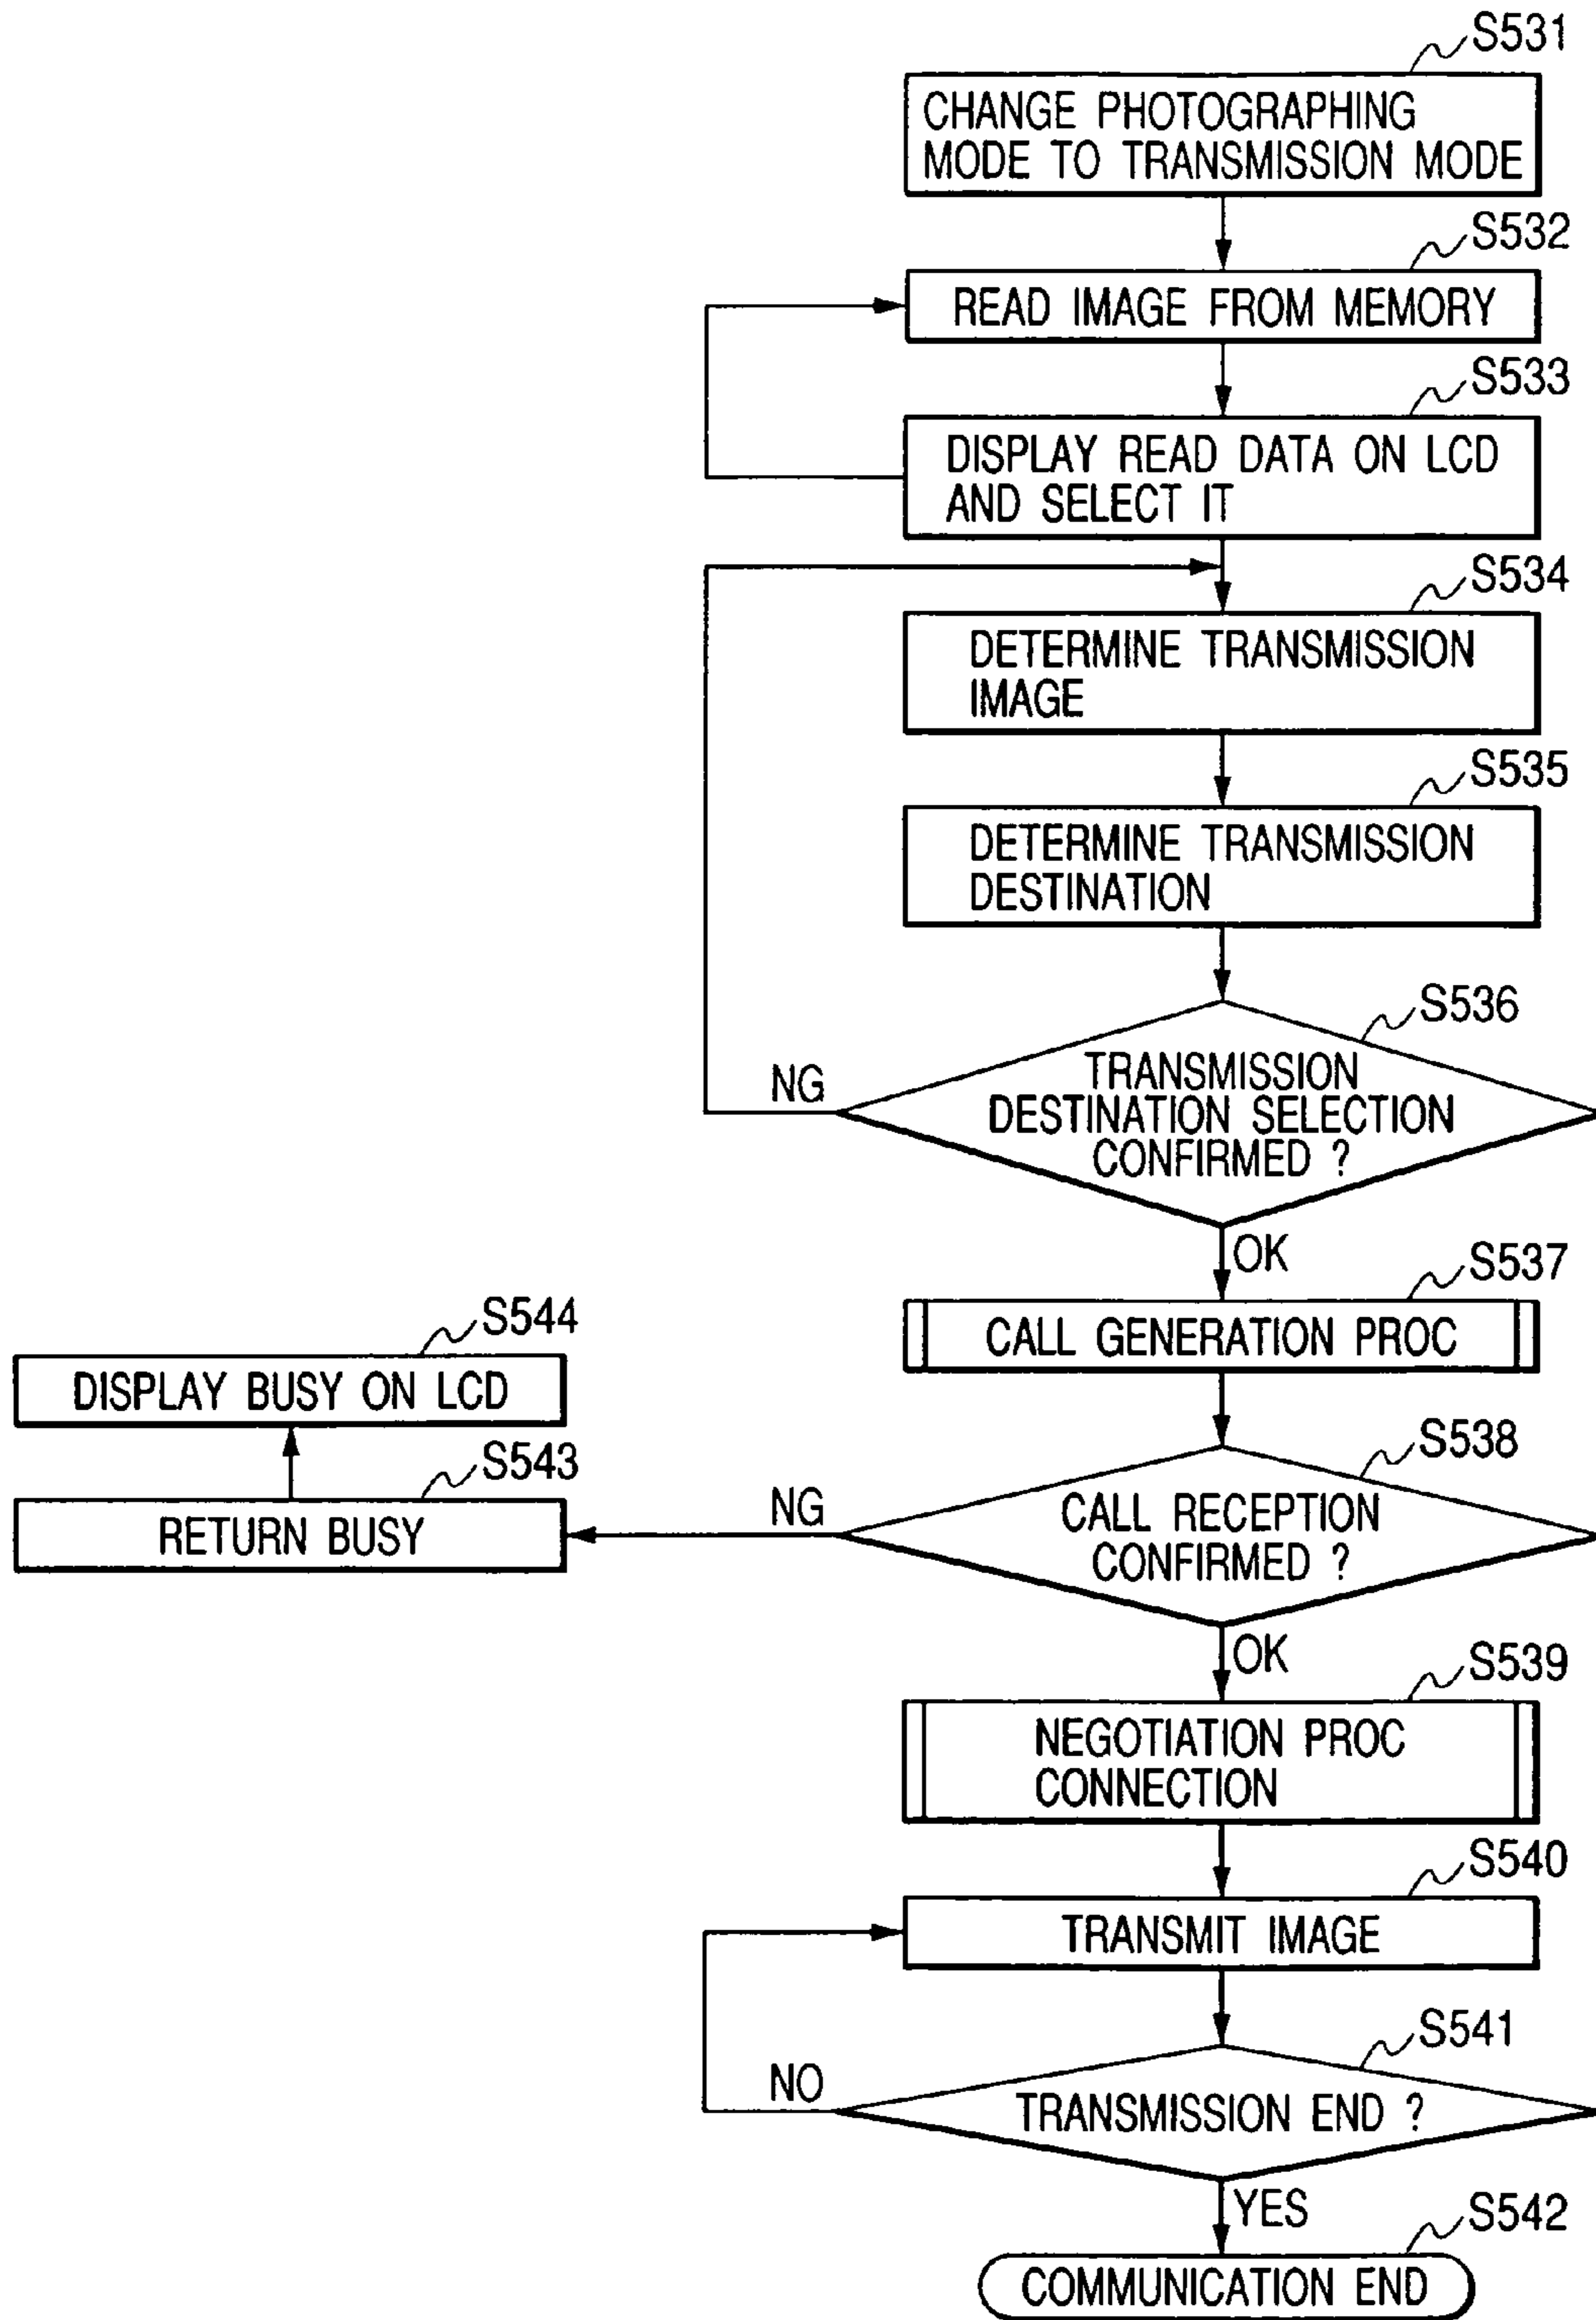 S531
CHANGE PHOTOGRAPHING
MODE TO TRANSMISSION MODE
S532
READ IMAGE FROM MEMORY
S533
DISPLAY READ DATA ON LCD
AND SELECT IT
S534
DETERMINE TRANSMISSION
IMAGE
S535
DETERMINE TRANSMISSION
DESTINATION
S536
TRANSMISSION
DESTINATION SELECTION
CONFIRMED ?
NG
OK
S537
CALL GENERATION PROC
S538
CALL RECEPTION
CONFIRMED ?
NG
S543
RETURN BUSY
S544
DISPLAY BUSY ON LCD
OK
S539
NEGOTIATION PROC
CONNECTION
S540
TRANSMIT IMAGE
S541
TRANSMISSION END ?
NO
YES
S542
COMMUNICATION END